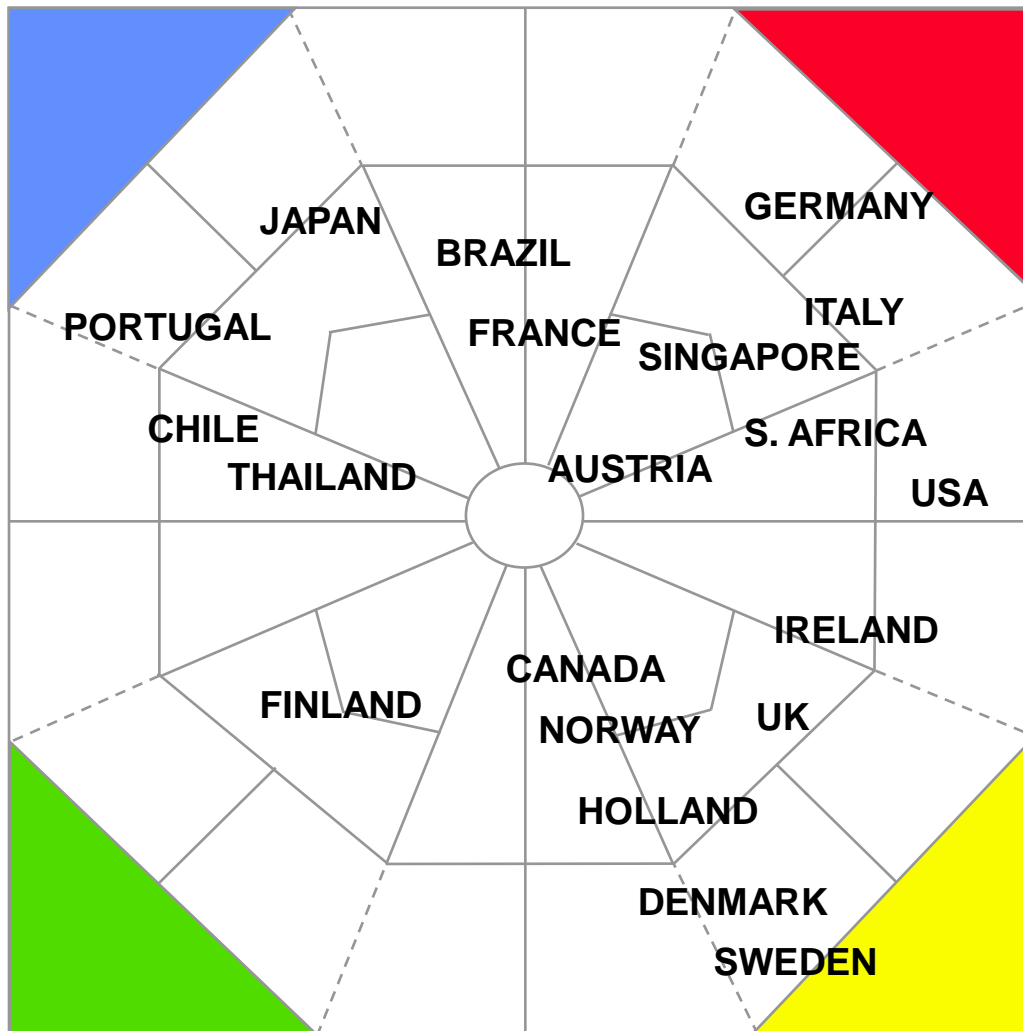 GERMANY
JAPAN
BRAZIL
ITALY
PORTUGAL
FRANCE
SINGAPORE
CHILE
S. AFRICA
AUSTRIA
THAILAND
USA
IRELAND
CANADA
FINLAND
UK
NORWAY
HOLLAND
DENMARK
SWEDEN